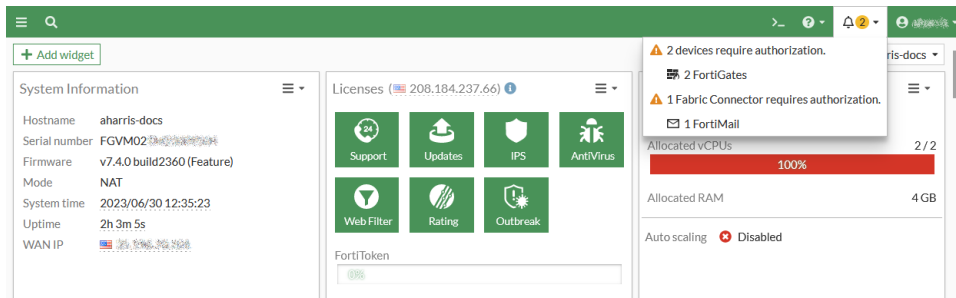 2
+ Add widget
2 devices require authorization.
2 FortiGates
1 Fabric Connector requires authorization.
1 FortiMail
ris-docs
System Information
Hostname aharris-docs
Serial number FGVM02
Firmware v7.4.0 build2360 (Feature)
Mode NAT
System time 2023/06/30 12:35:23
Uptime 2h 3m 5s
WAN IP
Licenses (208.184.237.66)
24
Support
Updates
IPS
AntiVirus
Web Filter
Rating
Outbreak
FortiToken
0%
Allocated vCPUs 2 / 2
100%
Allocated RAM 4 GB
Auto scaling Disabled